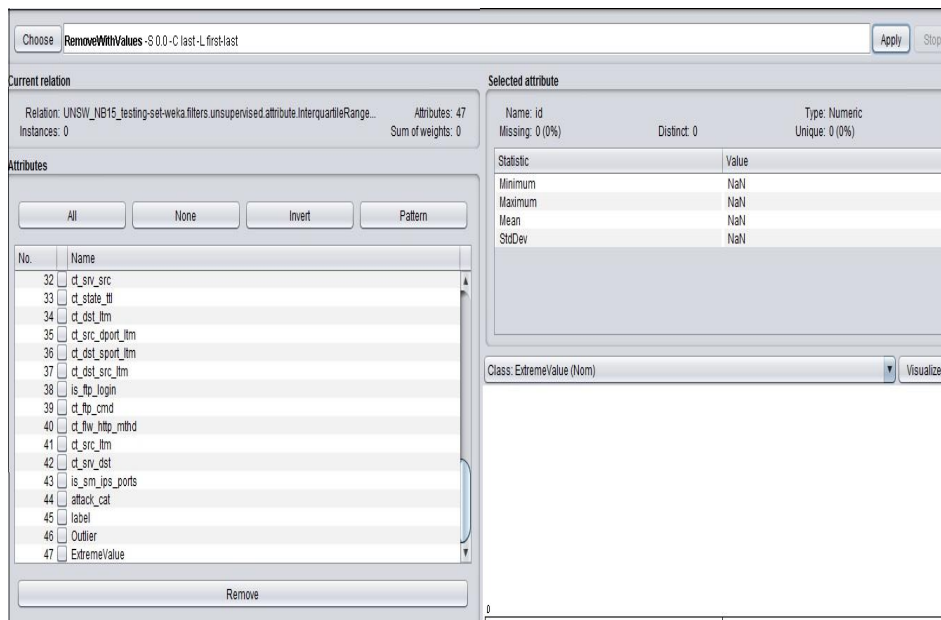 Choose RemoveWithValues -S 0.0 -C last -L first-last Apply Stop
Current relation
Relation: UNSW_NB15_testing-set-weka.filters.unsupervised.attribute.InterquartileRange... Attributes: 47
Instances: 0 Sum of weights: 0
Attributes
All None Invert Pattern
No. Name
32 ct_srv_src
33 ct_state_ttl
34 ct_dst_ltm
35 ct_src_dport_ltm
36 ct_dst_sport_ltm
37 ct_dst_src_ltm
38 is_ftp_login
39 ct_ftp_cmd
40 ct_flw_http_mthd
41 ct_src_ltm
42 ct_srv_dst
43 is_sm_ips_ports
44 attack_cat
45 label
46 Outlier
47 ExtremeValue
Remove
Selected attribute
Name: id Type: Numeric
Missing: 0 (0%) Distinct: 0 Unique: 0 (0%)
Statistic Value
Minimum NaN
Maximum NaN
Mean NaN
StdDev NaN
Class: ExtremeValue (Nom) Visualize
0